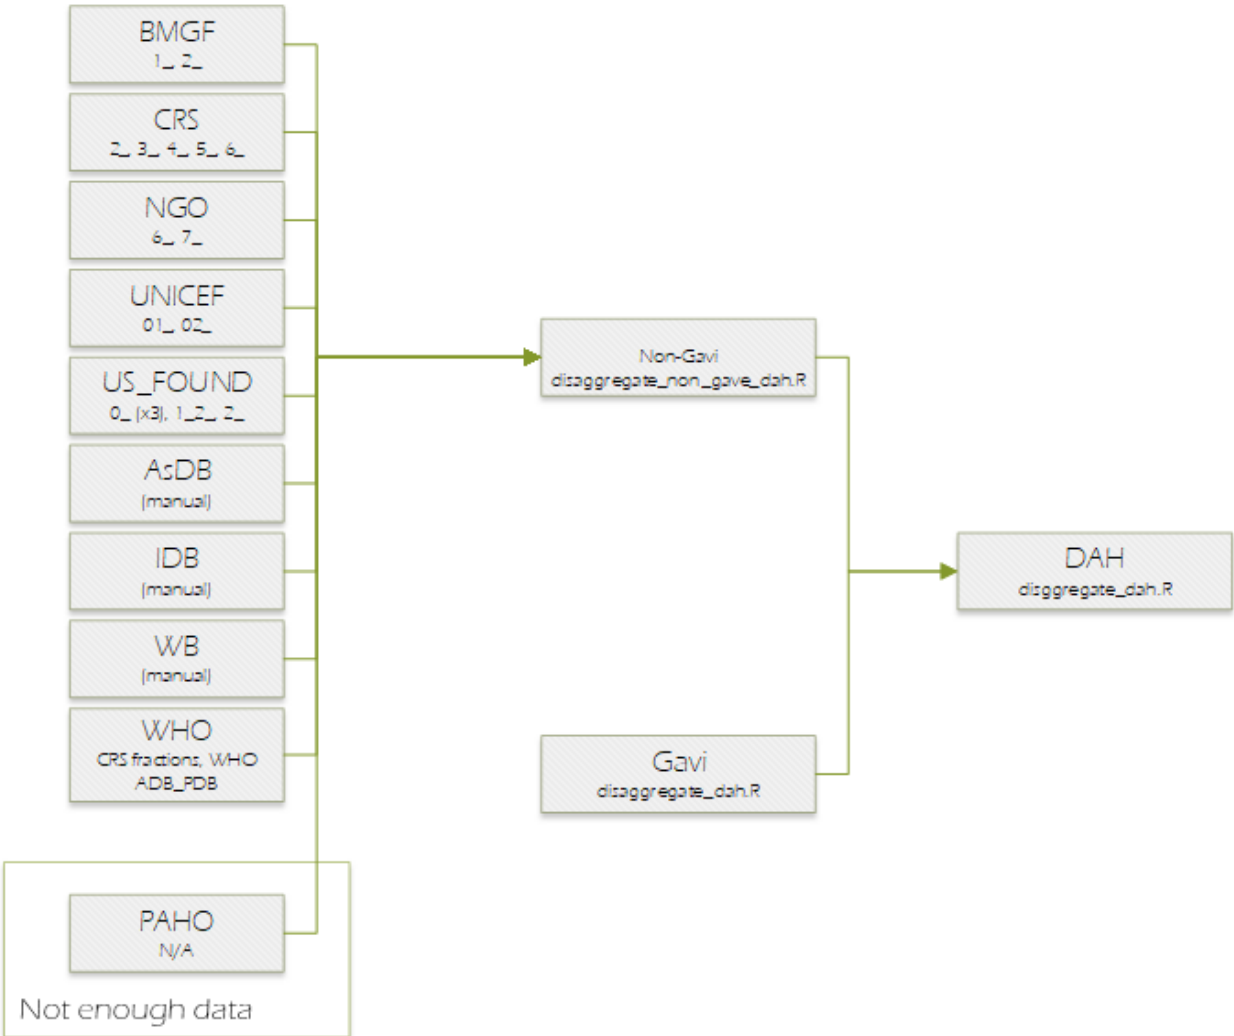 BMGF
1_, 2_
CRS
2_, 3_, 4_, 5_, 6_
NGO
6_, 7_
UNICEF
01_, 02_
US_FOUND
0_ (x3), 1_2_, 2_
AsDB
(manual)
IDB
(manual)
WB
(manual)
WHO
CRS fractions, WHO
ADB_PDB
PAHO
N/A
Not enough data
Non-Gavi
disaggregate_non_gave_dah.R
Gavi
disaggregate_dah.R
DAH
disggregate_dah.R